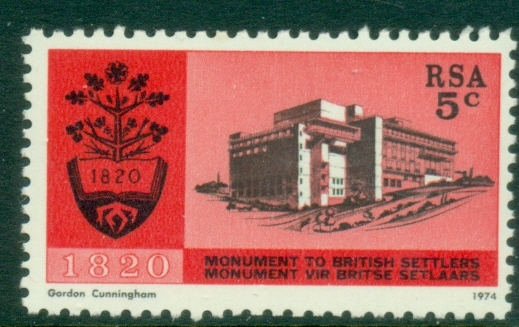 RSA
5c
1820
1820
MONUMENT TO BRITISH SETTLERS
MONUMENT VIR BRITSE SETLAARS
Gordon Cunningham
1974